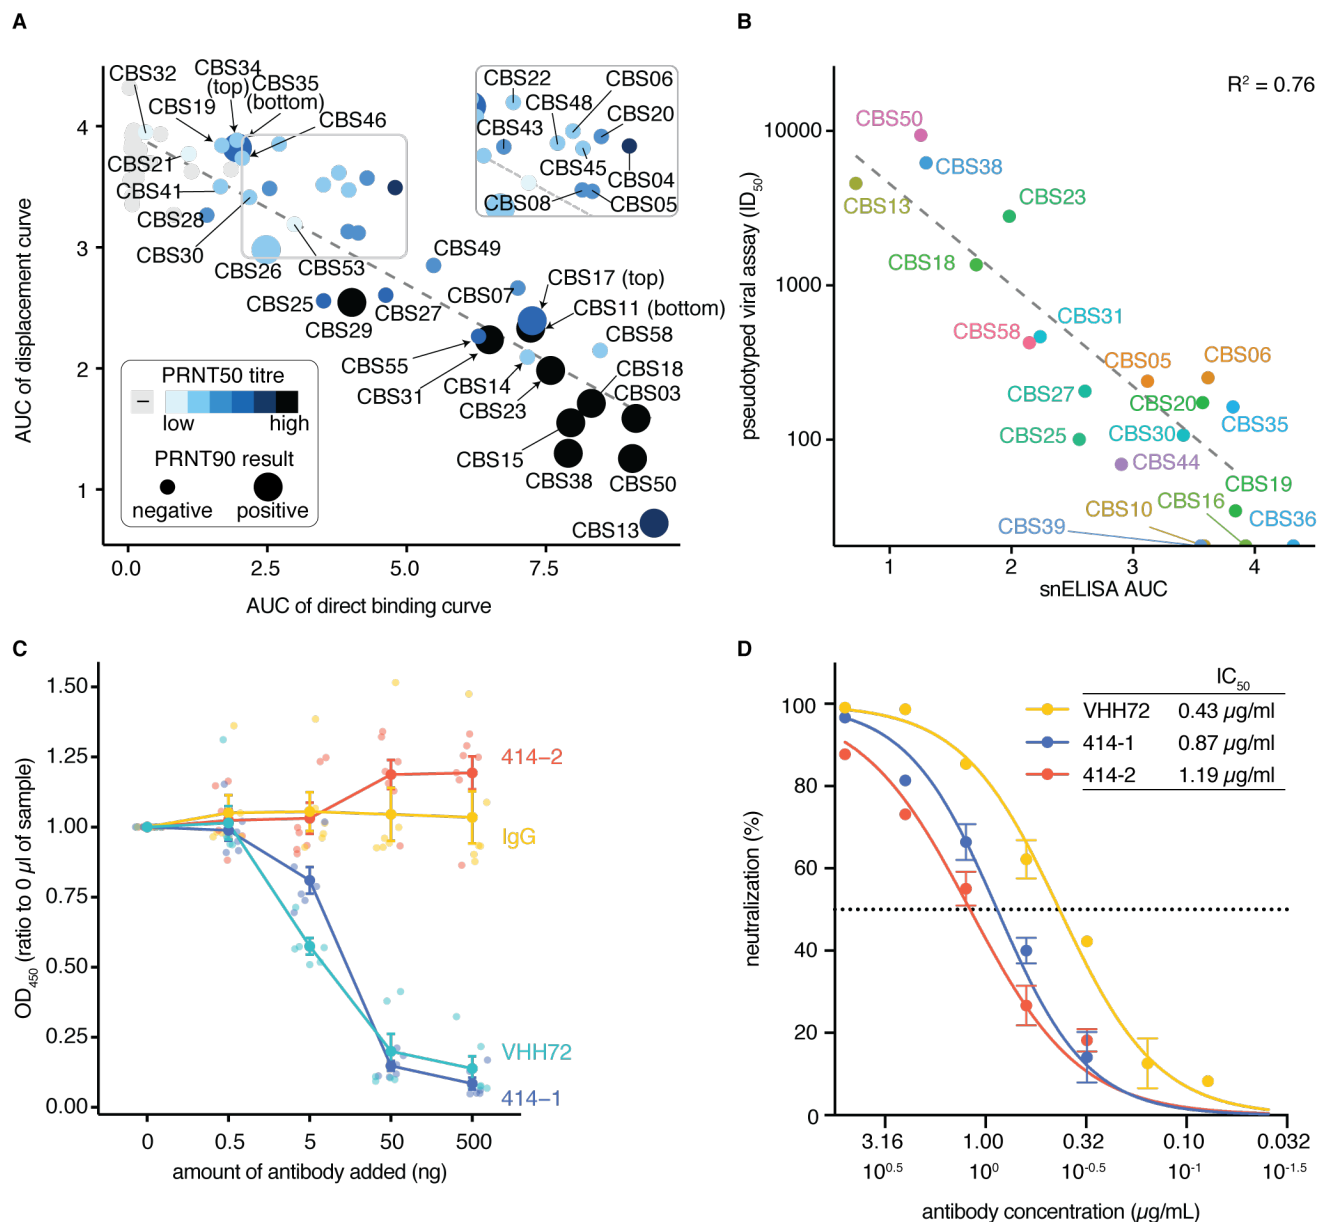 A
CBS32
CBS34
(top)
CBS35
(bottom)
CBS19
CBS46
CBS21
CBS41
CBS28
CBS30
CBS26
CBS53
CBS22
CBS06
CBS48
CBS20
CBS43
CBS45
CBS04
CBS08
CBS05
CBS49
CBS25
CBS29
CBS27
CBS07
CBS17 (top)
CBS11 (bottom)
CBS58
CBS55
CBS31
CBS14
CBS23
CBS18
CBS03
CBS15
CBS38
CBS50
CBS13
PRNT50 titre
–
low
high
PRNT90 result
negative
positive
AUC of displacement curve
4
3
2
1
0.0
2.5
5.0
7.5
AUC of direct binding curve
B
R² = 0.76
CBS50
CBS38
CBS13
CBS23
CBS18
CBS31
CBS58
CBS05
CBS06
CBS27
CBS20
CBS35
CBS25
CBS30
CBS44
CBS19
CBS10
CBS16
CBS36
CBS39
pseudotyped viral assay (ID₅₀)
10000
1000
100
1
2
3
4
snELISA AUC
C
OD₄₅₀ (ratio to 0 µl of sample)
1.50
1.25
1.00
0.75
0.50
0.25
0.00
414–2
IgG
VHH72
414–1
0
0.5
5
50
500
amount of antibody added (ng)
D
IC₅₀
VHH72 0.43 µg/ml
414-1 0.87 µg/ml
414-2 1.19 µg/ml
neutralization (%)
100
80
60
40
20
0
3.16
1.00
0.32
0.10
0.032
10^0.5
10^0
10^-0.5
10^-1
10^-1.5
antibody concentration (µg/mL)